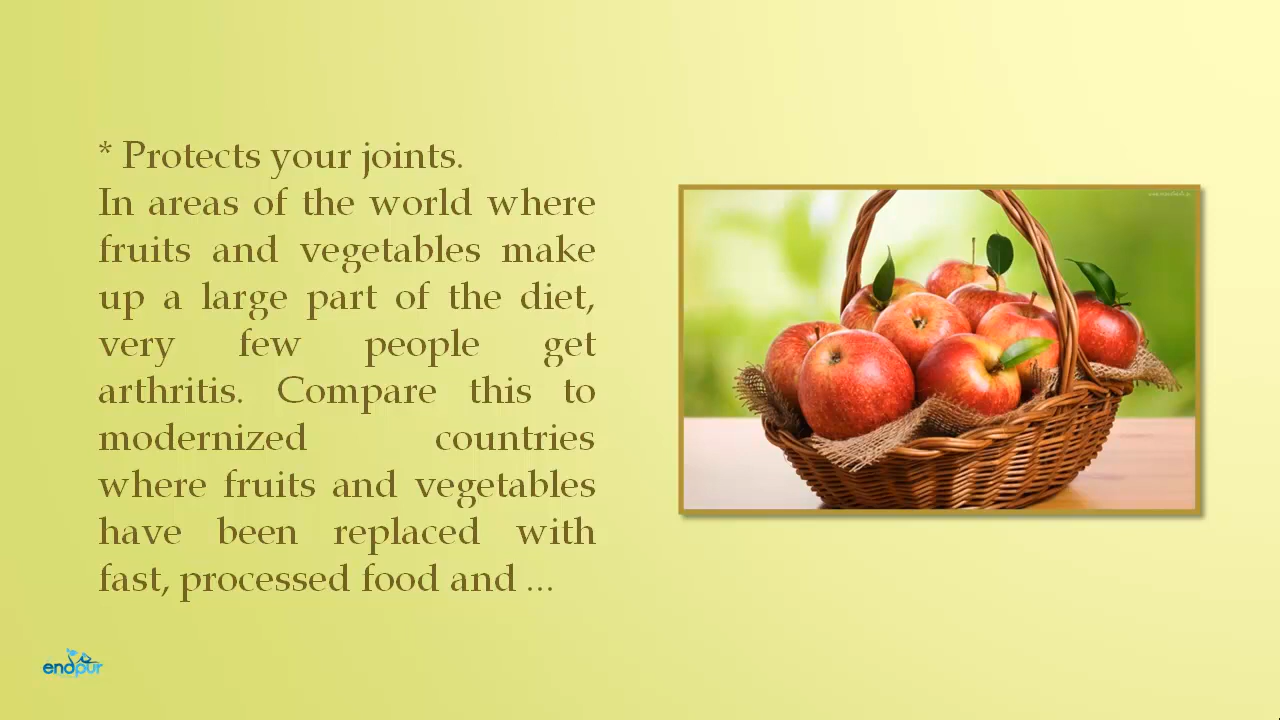 * Protects your joints.
In areas of the world where
fruits and vegetables make
up a large part of the diet,
very few people get
arthritis. Compare this to
modernized countries
where fruits and vegetables
have been replaced with
fast, processed food and ...
endpur